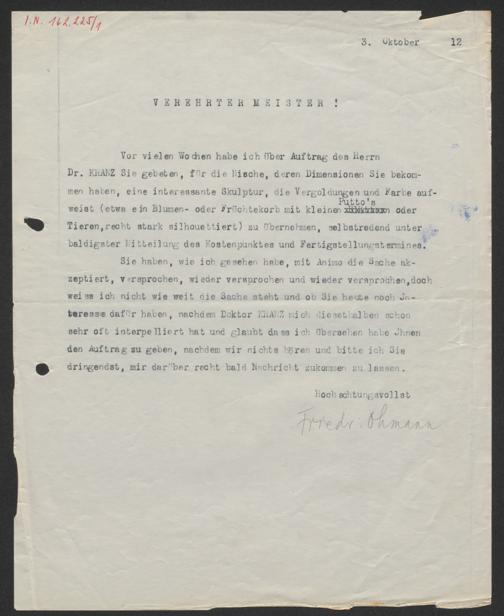 I.N. 162.225/1
3. Oktober 12
VEREHRTER MEISTER !
Vor vielen Wochen habe ich über Auftrag des Herrn
Dr. KRANZ Sie gebeten, für die Nische, deren Dimensionen Sie bekom-
men haben, eine interessante Skulptur, die Vergoldungen und Farbe auf-
weist (etwa ein Blumen- oder Früchtekorb mit kleinen Putto's oder
Tieren, recht stark silhouettiert) zu übernehmen, selbstredend unter
baldigster Mitteilung des Kostenpunktes und Fertigstellungstermines.
Sie haben, wie ich gesehen habe, mit Animo die Sache ak-
zeptiert, versprochen, wieder versprochen und wieder versprochen, doch
weiss ich nicht wie weit die Sache steht und ob Sie heute noch In-
teresse dafür haben, nachdem Doktor KRANZ mich diesethalben schon
sehr oft interpelliert hat und glaubt dass ich übersehen habe Jhnen
den Auftrag zu geben, nachdem wir nichts hören und bitte ich Sie
dringendst, mir darüber recht bald Nachricht zukommen zu lassen.
Hochachtungsvollst
Friedr. Ohmann